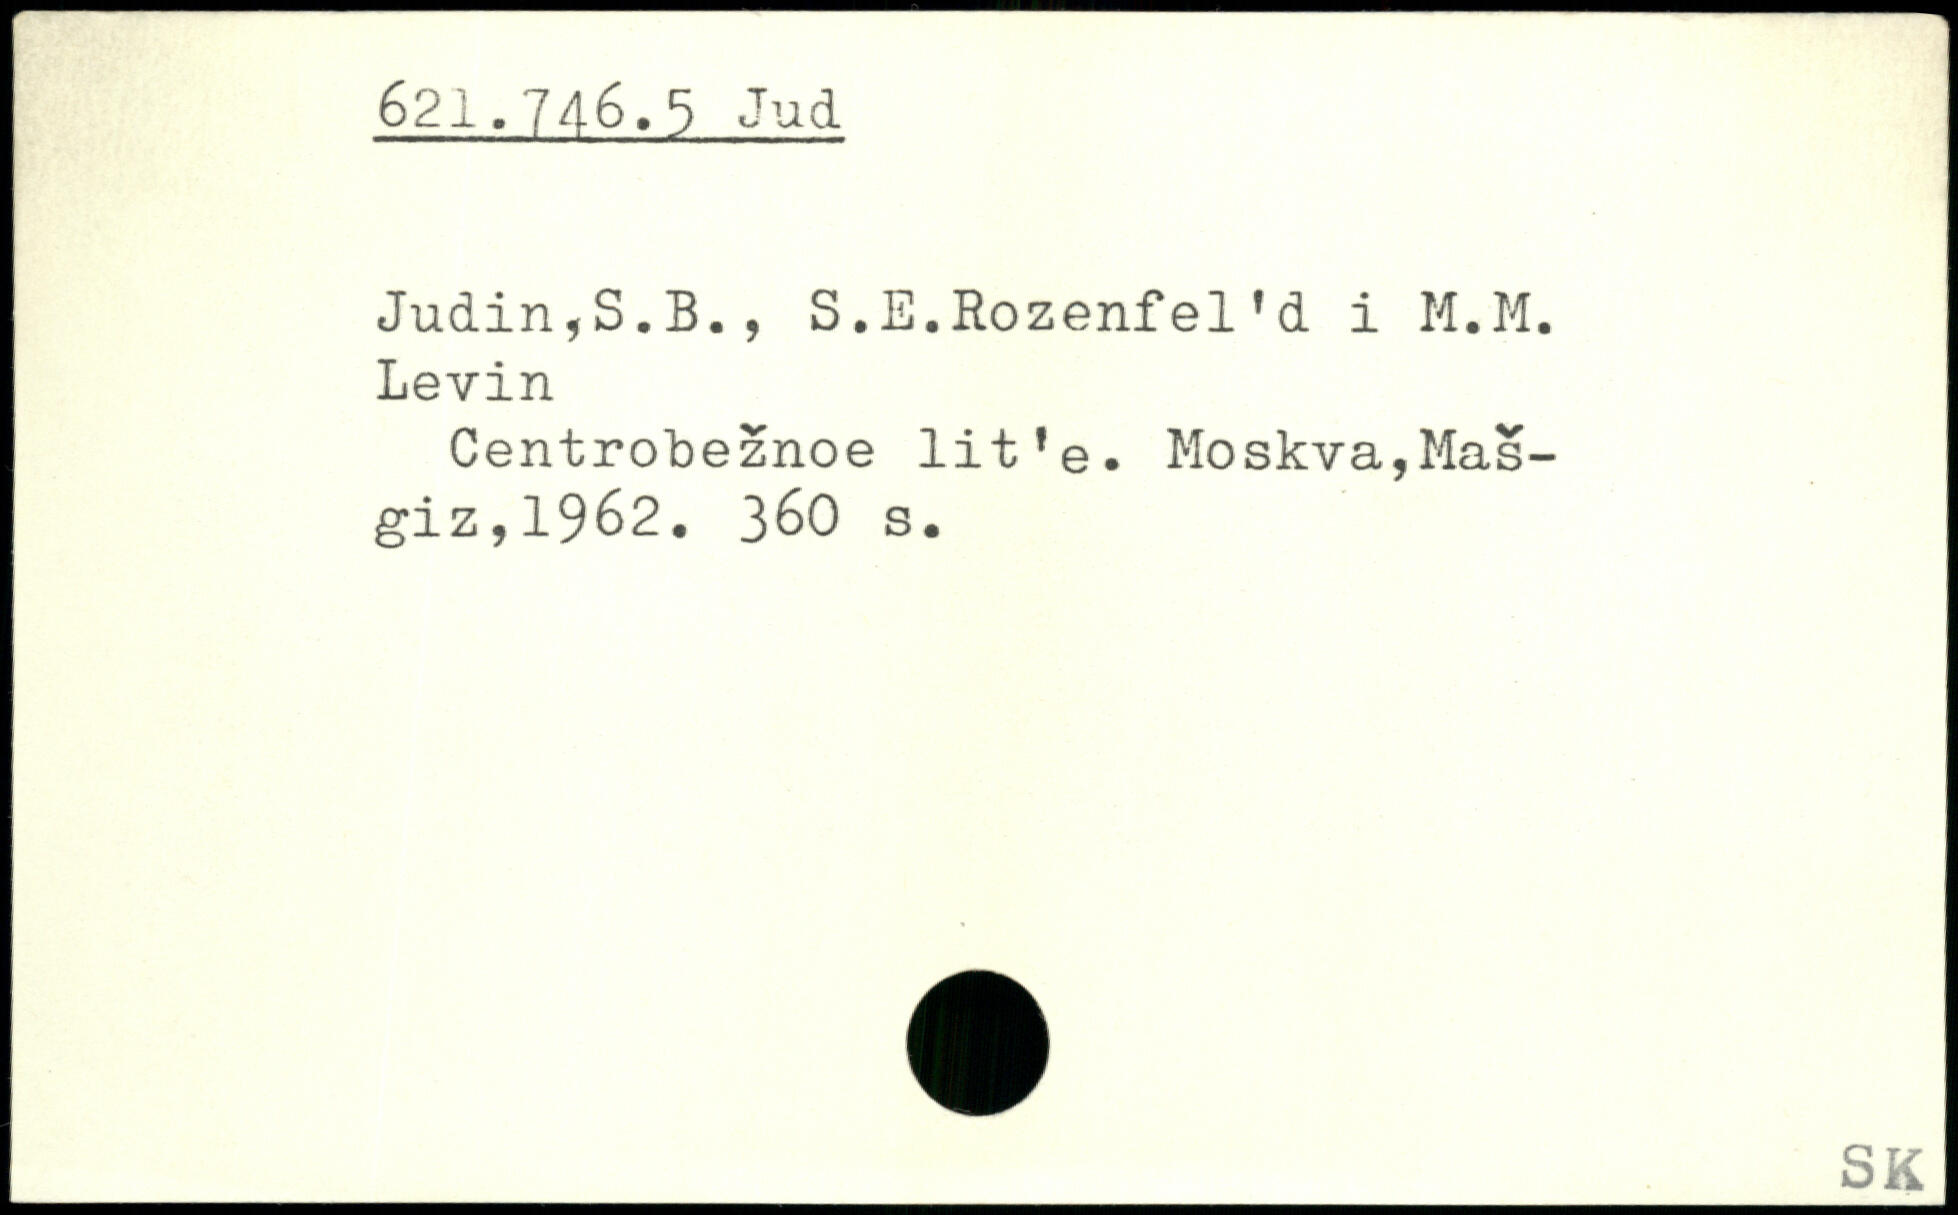 621.746.5 Jud
Judin,S.B., S.E.Rozenfel'd i M.M.
Levin
Centrobežnoe lit'e. Moskva,Maš-
giz,1962. 360 s.
SK